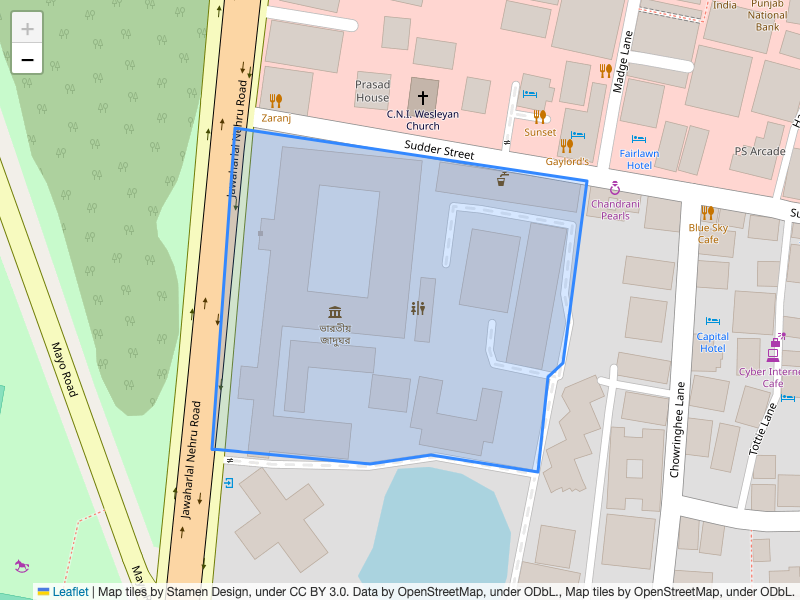 +
−
India
Punjab
National
Bank
Madge Lane
Jawaharlal Nehru Road
Prasad
House
C.N.I. Wesleyan
Church
Zaranj
Sunset
Gaylord's
Sudder Street
Fairlawn
Hotel
PS Arcade
Chandrani
Pearls
Blue Sky
Cafe
ভারতীয়
জাদুঘর
Capital
Hotel
Cyber Interne
Cafe
Mayo Road
Jawaharlal Nehru Road
Chowringhee Lane
Tottie Lane
Leaflet | Map tiles by Stamen Design, under CC BY 3.0. Data by OpenStreetMap, under ODbL., Map tiles by OpenStreetMap, under ODbL.